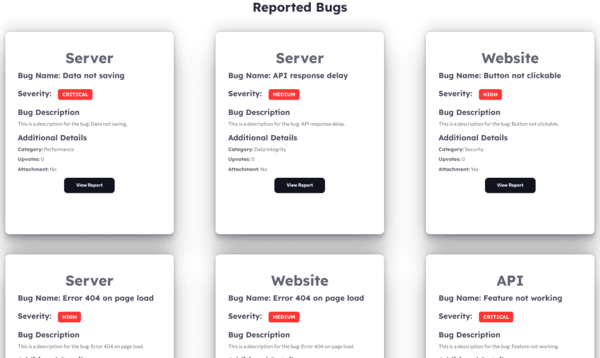 Reported Bugs
Server
Bug Name: Data not saving
Severity: CRITICAL
Bug Description
This is a description for the bug: Data not saving.
Additional Details
Category: Performance
Upvotes: 0
Attachment: No
View Report
Server
Bug Name: API response delay
Severity: MEDIUM
Bug Description
This is a description for the bug: API response delay.
Additional Details
Category: Data Integrity
Upvotes: 0
Attachment: No
View Report
Website
Bug Name: Button not clickable
Severity: HIGH
Bug Description
This is a description for the bug: Button not clickable.
Additional Details
Category: Security
Upvotes: 0
Attachment: Yes
View Report
Server
Bug Name: Error 404 on page load
Severity: HIGH
Bug Description
This is a description for the bug: Error 404 on page load.
Website
Bug Name: Error 404 on page load
Severity: MEDIUM
Bug Description
This is a description for the bug: Error 404 on page load.
API
Bug Name: Feature not working
Severity: CRITICAL
Bug Description
This is a description for the bug: Feature not working.